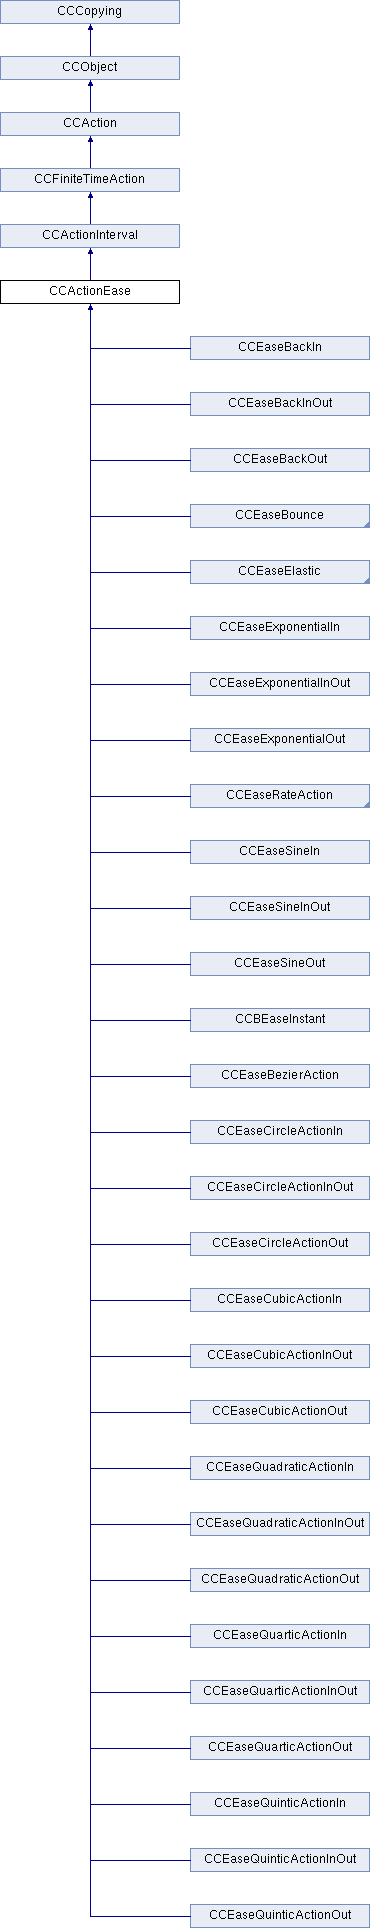 CCCopying
CCObject
CCAction
CCFiniteTimeAction
CCActionInterval
CCActionEase
CCEaseBackIn
CCEaseBackInOut
CCEaseBackOut
CCEaseBounce
CCEaseElastic
CCEaseExponentialIn
CCEaseExponentialInOut
CCEaseExponentialOut
CCEaseRateAction
CCEaseSineIn
CCEaseSineInOut
CCEaseSineOut
CCBEaseInstant
CCEaseBezierAction
CCEaseCircleActionIn
CCEaseCircleActionInOut
CCEaseCircleActionOut
CCEaseCubicActionIn
CCEaseCubicActionInOut
CCEaseCubicActionOut
CCEaseQuadraticActionIn
CCEaseQuadraticActionInOut
CCEaseQuadraticActionOut
CCEaseQuarticActionIn
CCEaseQuarticActionInOut
CCEaseQuarticActionOut
CCEaseQuinticActionIn
CCEaseQuinticActionInOut
CCEaseQuinticActionOut